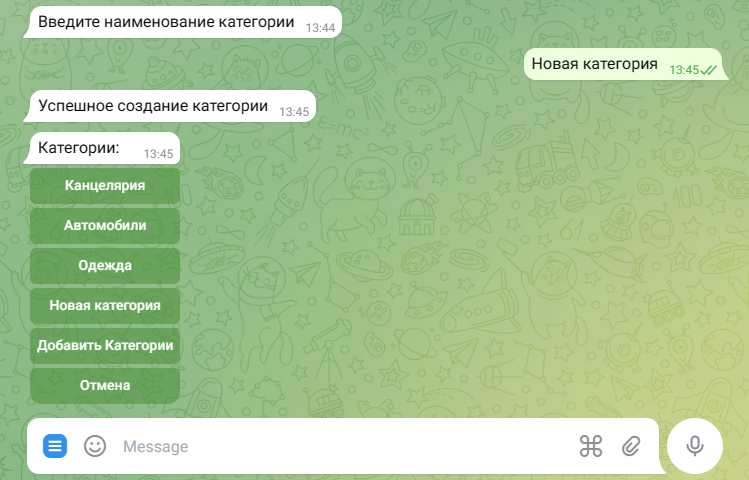 Введите наименование категории 13:44
Новая категория 13:45
Успешное создание категории 13:45
Категории: 13:45
Канцелярия
Автомобили
Одежда
Новая категория
Добавить Категории
Отмена
Message